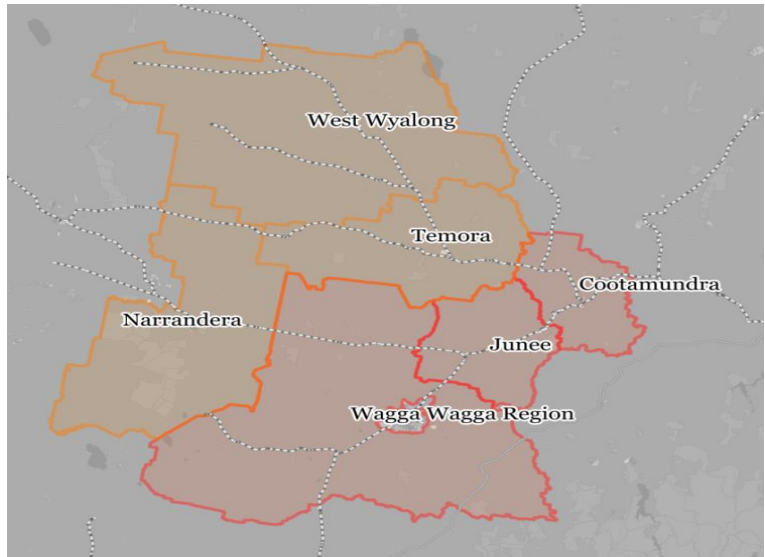 West Wyalong
Temora
Cootamundra
Narrandera
Junee
Wagga Wagga Region